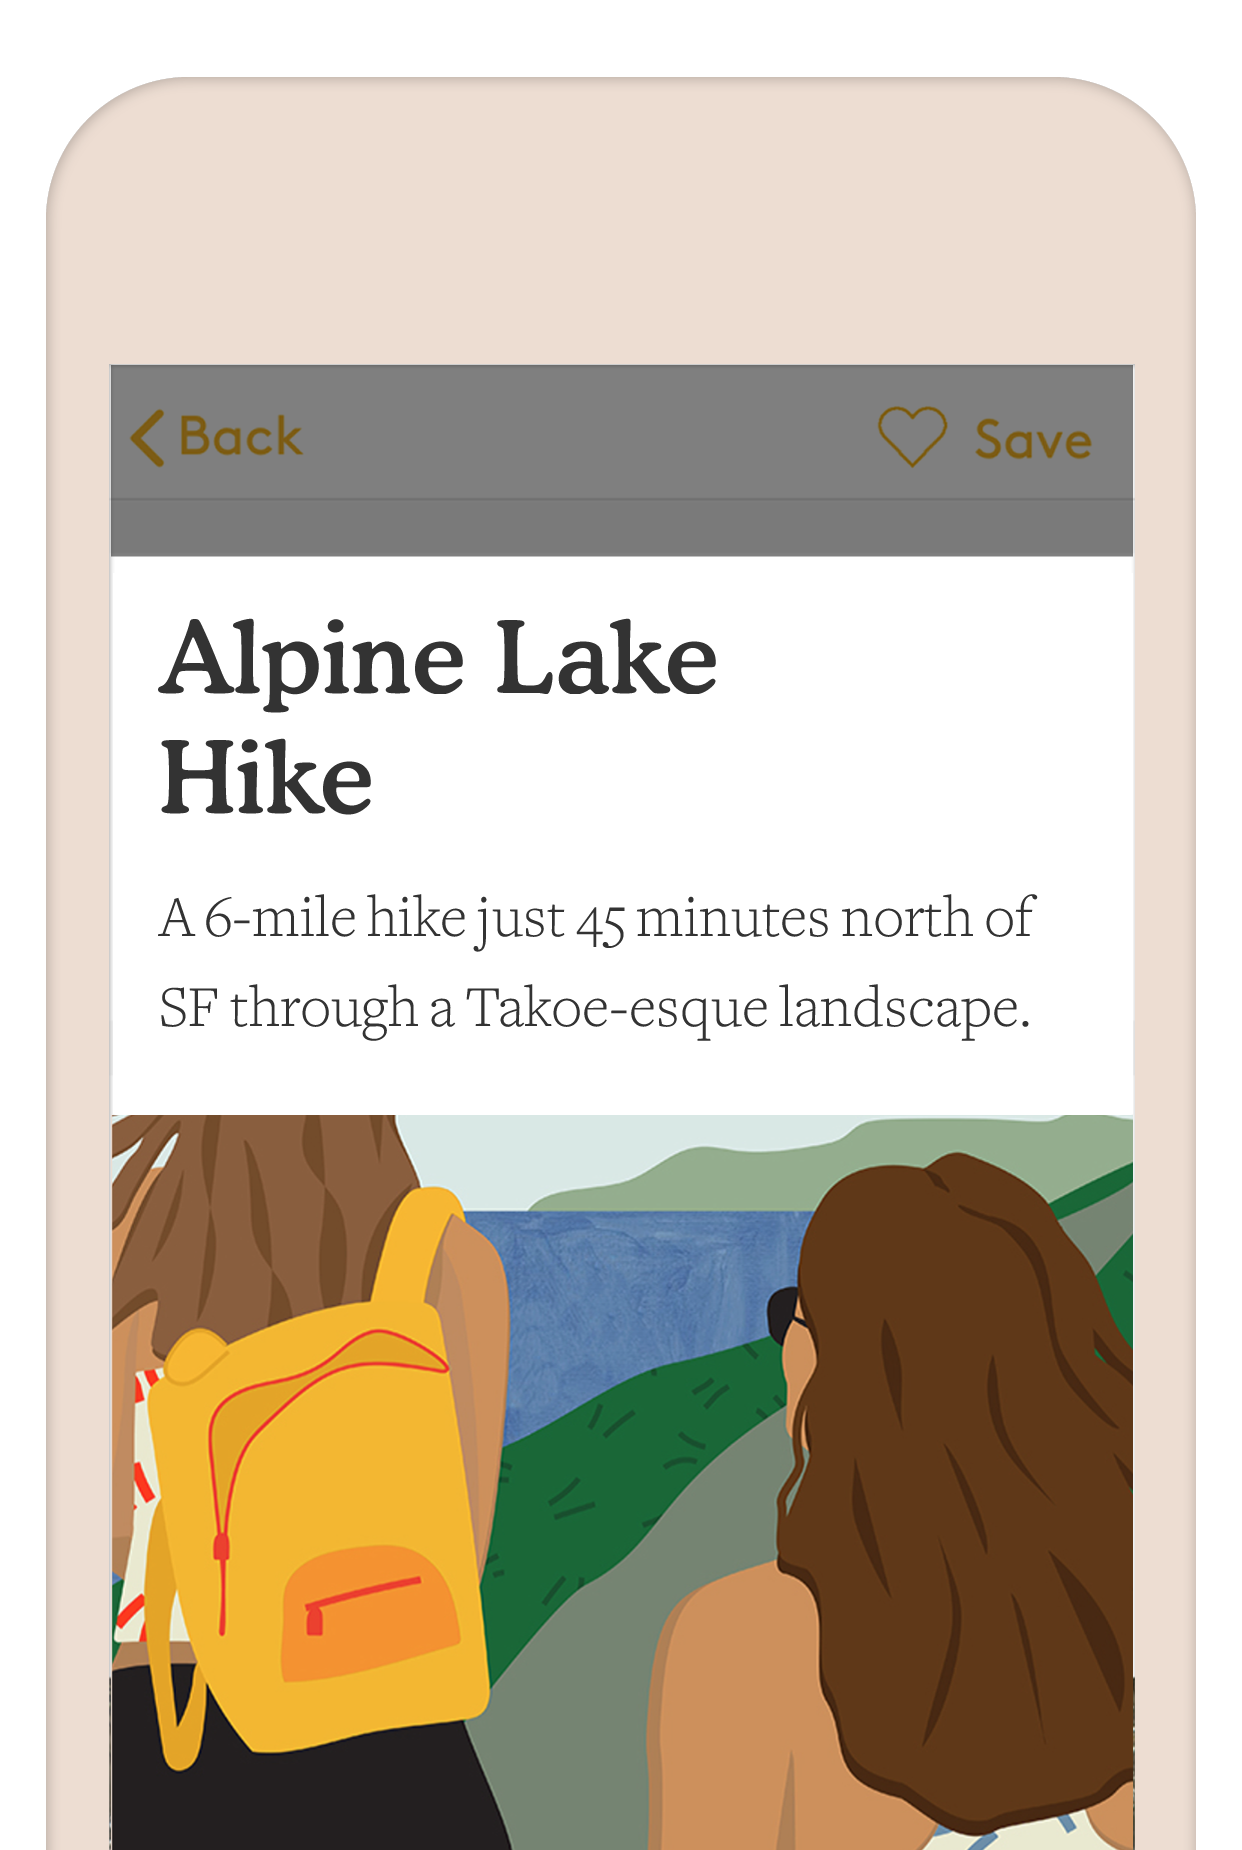 Back
Save
Alpine Lake
Hike
A 6-mile hike just 45 minutes north of
SF through a Takoe-esque landscape.